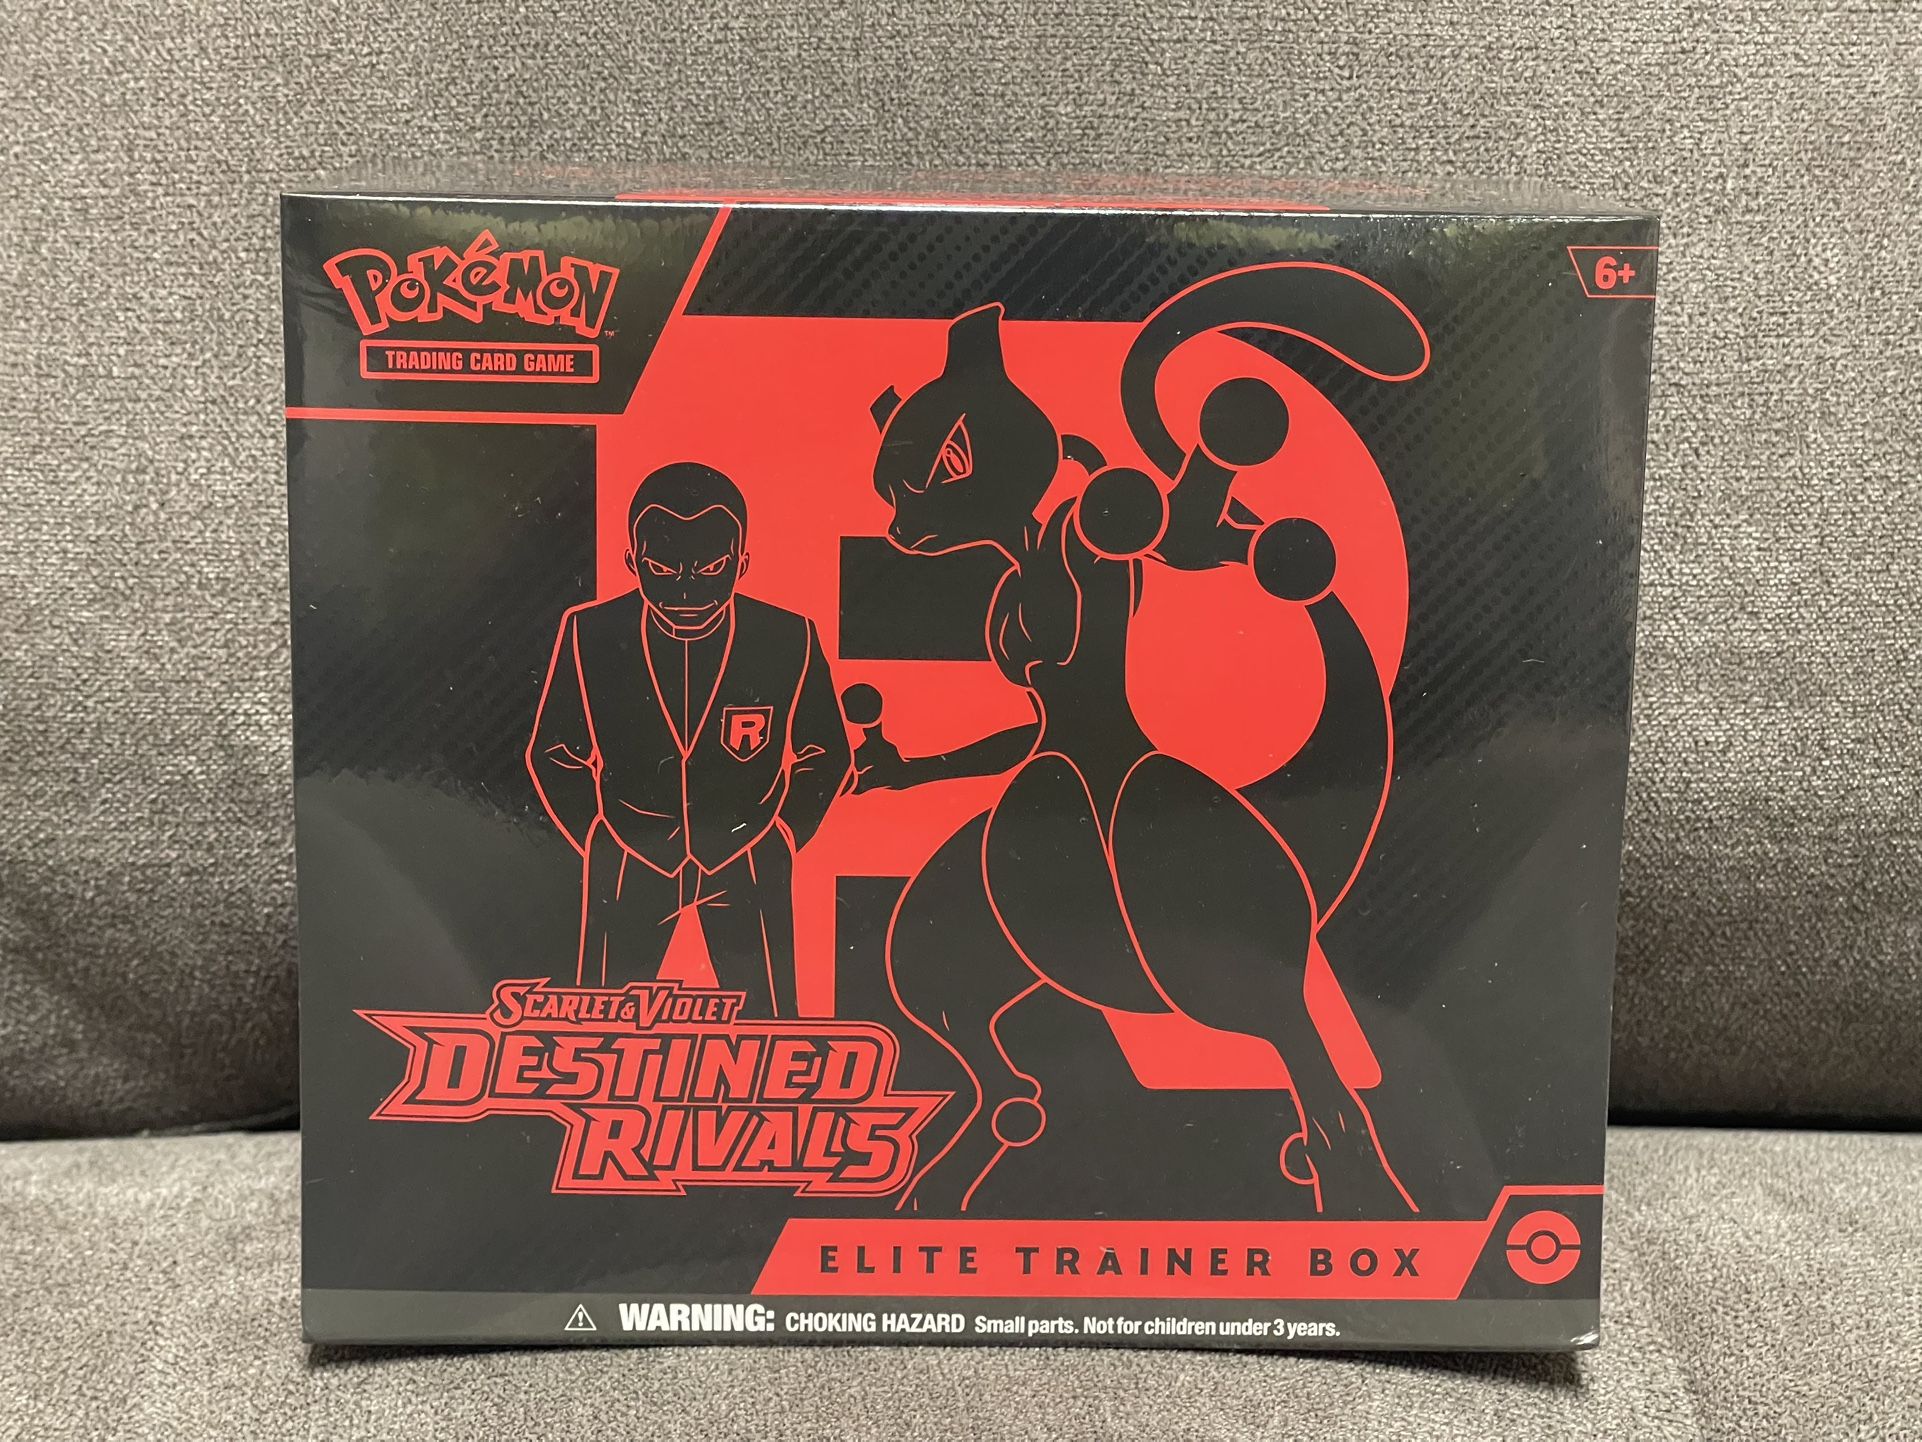 POKéMON
TM
TRADING CARD GAME
6+
R
SCARLET & VIOLET
DESTINED
RIVALS
ELITE TRAINER BOX
WARNING: CHOKING HAZARD Small parts. Not for children under 3 years.